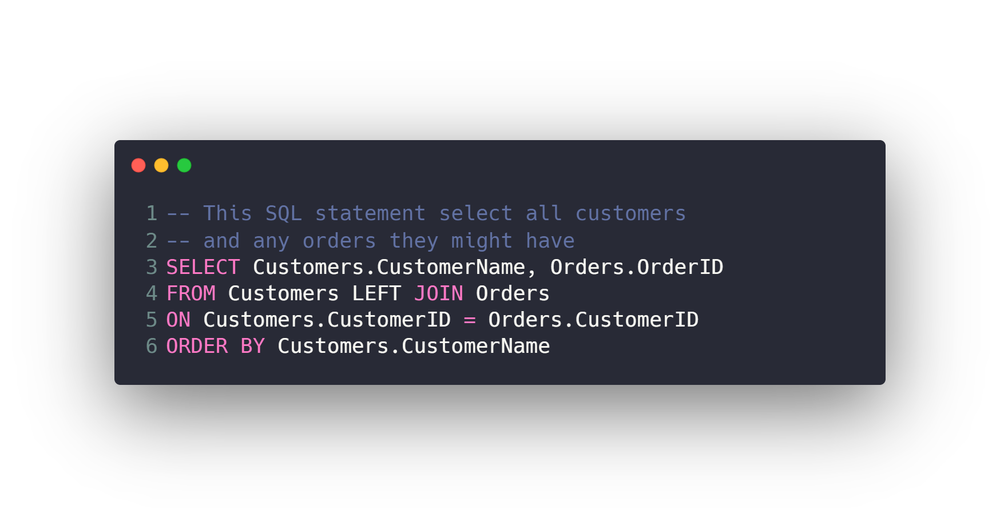 1 -- This SQL statement select all customers
2 -- and any orders they might have
3 SELECT Customers.CustomerName, Orders.OrderID
4 FROM Customers LEFT JOIN Orders
5 ON Customers.CustomerID = Orders.CustomerID
6 ORDER BY Customers.CustomerName